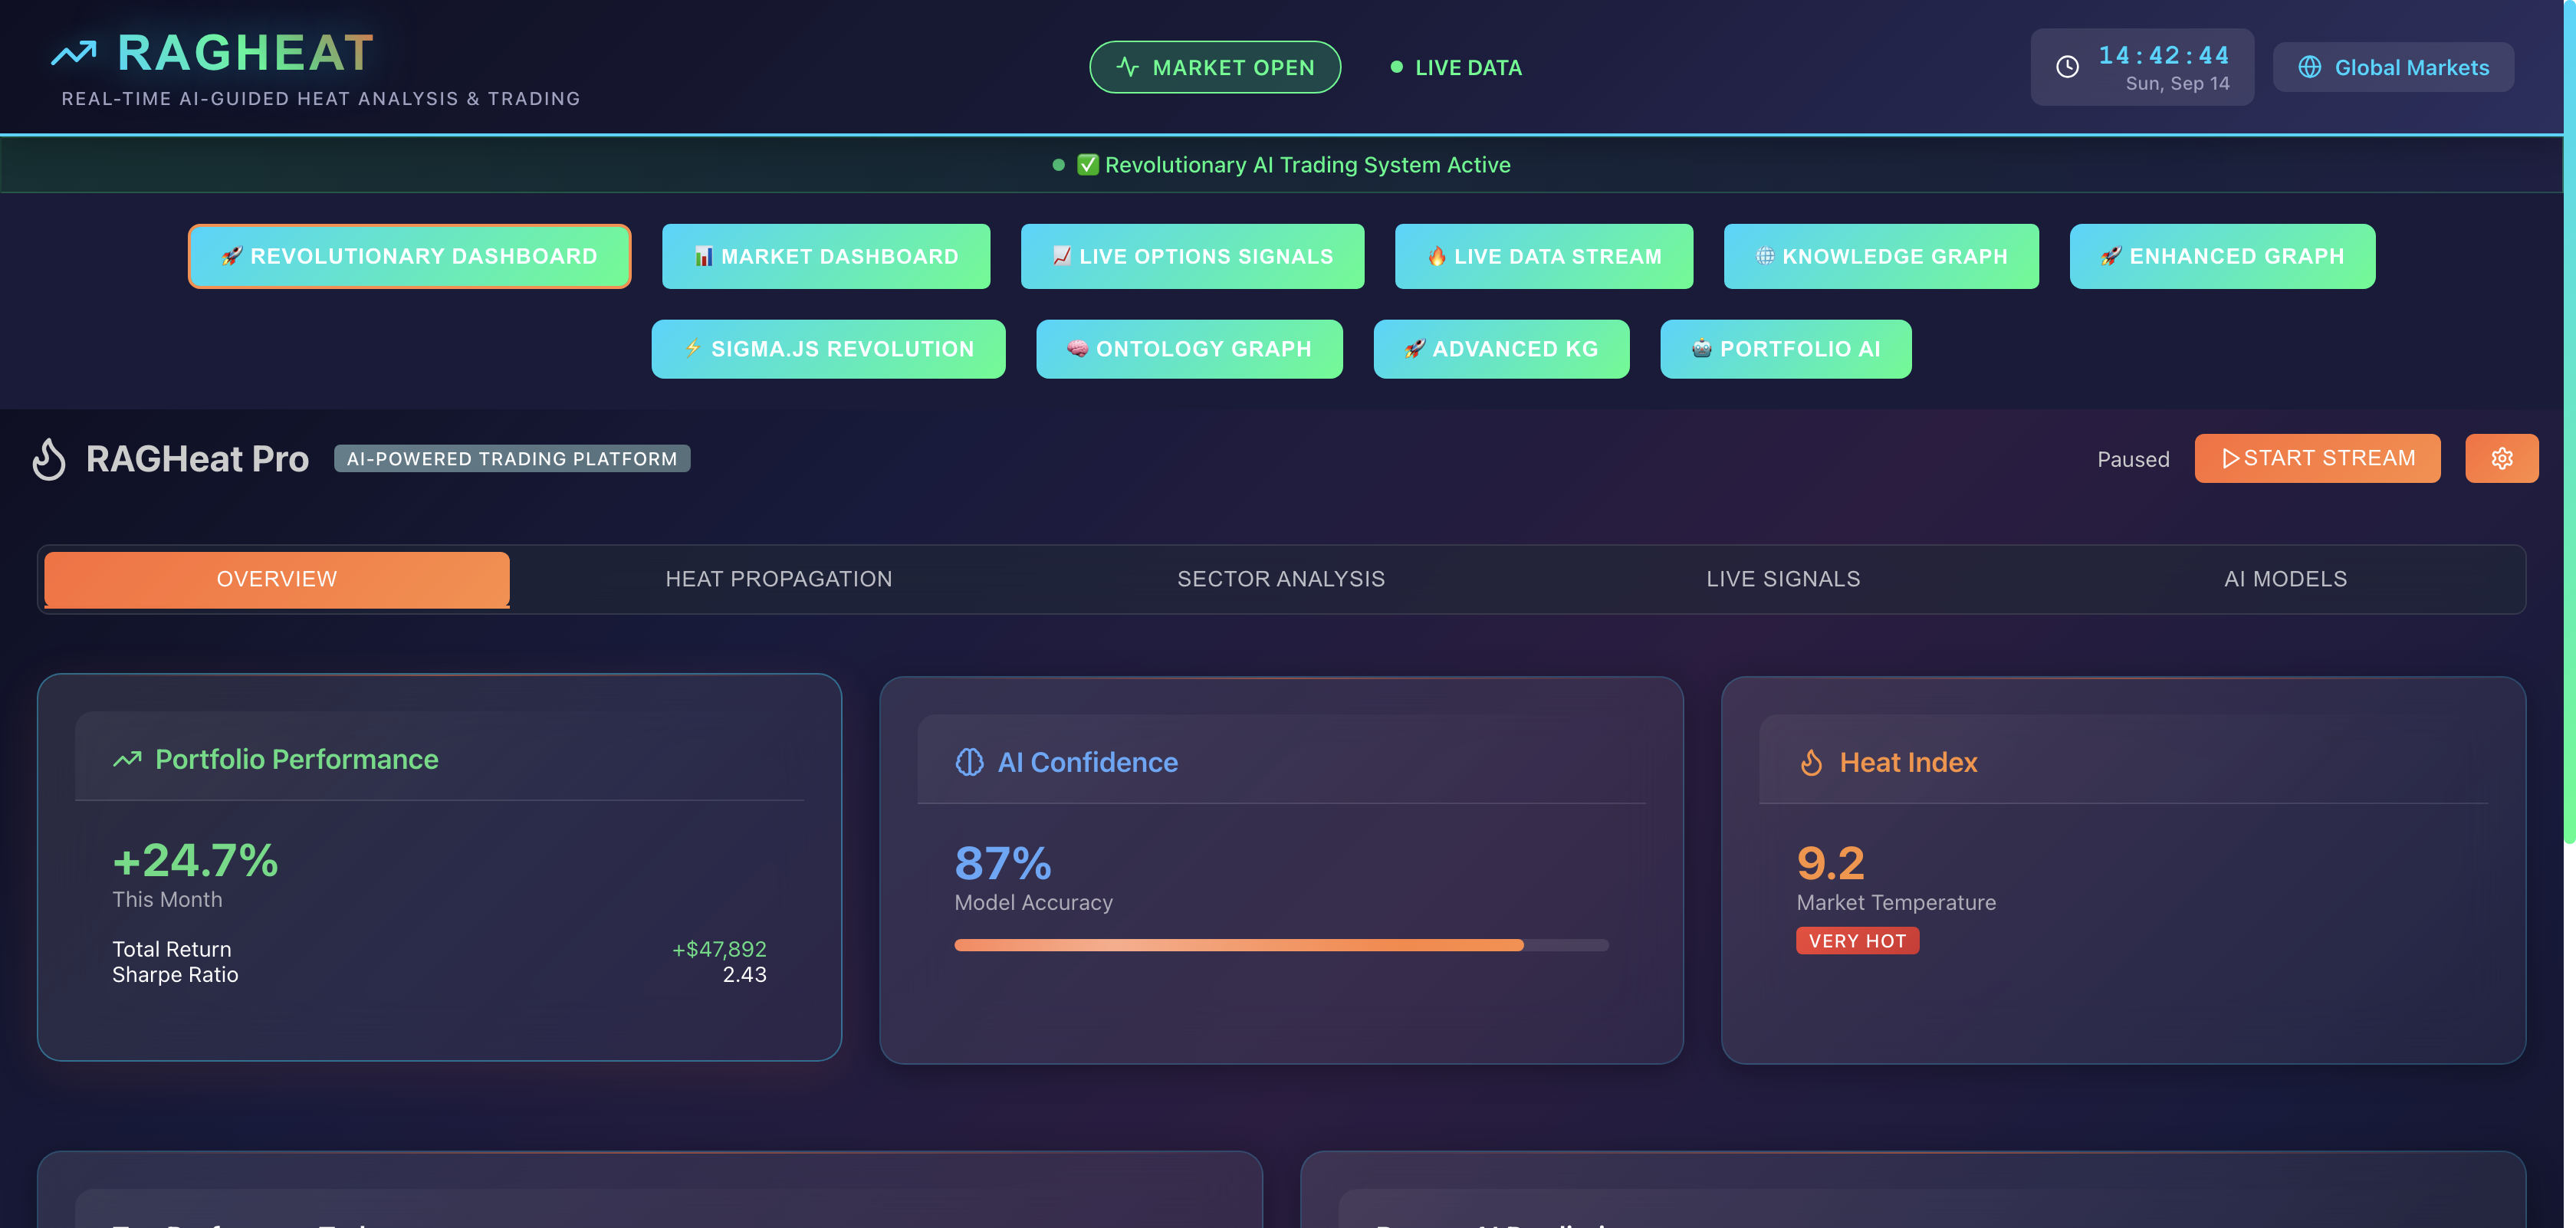 RAGHEAT
REAL-TIME AI-GUIDED HEAT ANALYSIS & TRADING
MARKET OPEN
LIVE DATA
14:42:44
Sun, Sep 14
Global Markets
✅ Revolutionary AI Trading System Active
🚀 REVOLUTIONARY DASHBOARD
📊 MARKET DASHBOARD
📈 LIVE OPTIONS SIGNALS
🔥 LIVE DATA STREAM
🌐 KNOWLEDGE GRAPH
🚀 ENHANCED GRAPH
⚡ SIGMA.JS REVOLUTION
🧠 ONTOLOGY GRAPH
🚀 ADVANCED KG
🤖 PORTFOLIO AI
RAGHeat Pro
AI-POWERED TRADING PLATFORM
Paused
START STREAM
OVERVIEW
HEAT PROPAGATION
SECTOR ANALYSIS
LIVE SIGNALS
AI MODELS
Portfolio Performance
+24.7%
This Month
Total Return +$47,892
Sharpe Ratio 2.43
AI Confidence
87%
Model Accuracy
Heat Index
9.2
Market Temperature
VERY HOT